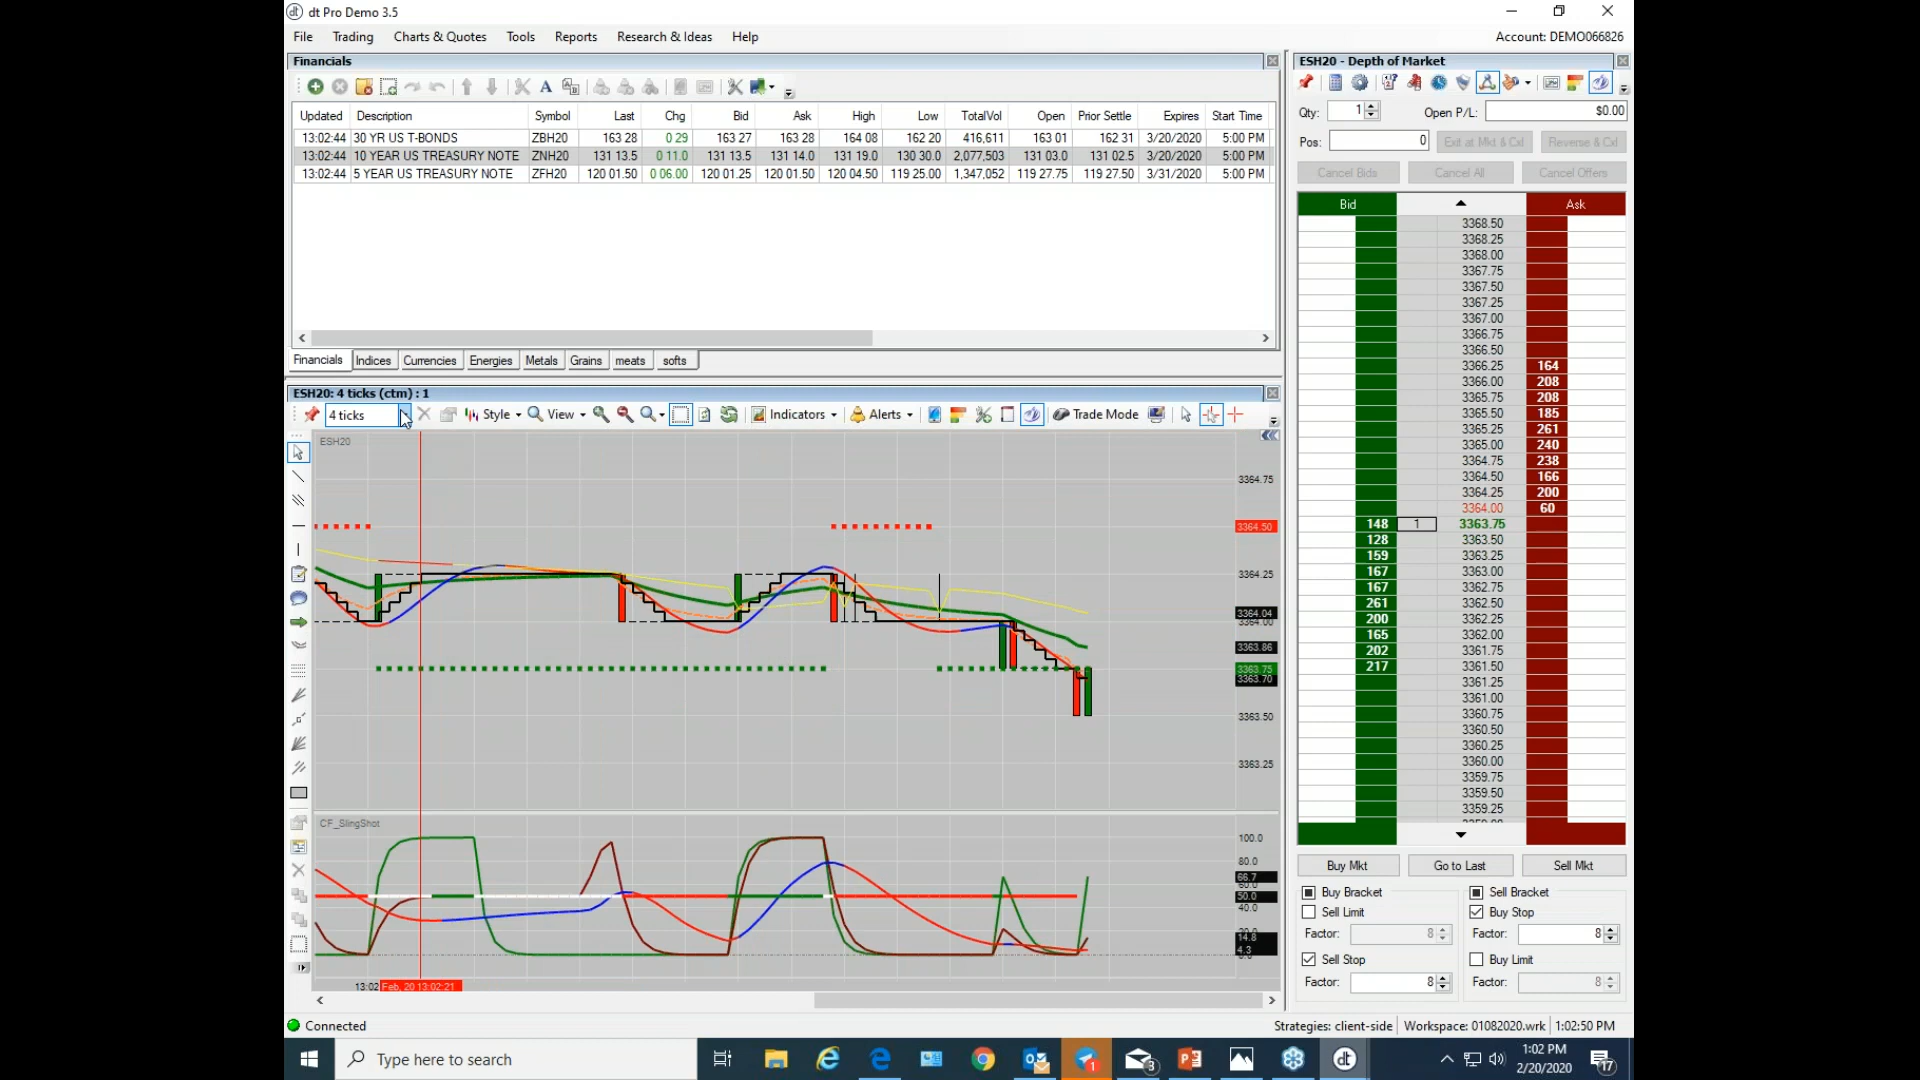 dt Pro Demo 3.5
File Trading Charts & Quotes Tools Reports Research & Ideas Help Account: DEMO066826
Financials
Updated Description Symbol Last Chg Bid Ask High Low TotalVol Open Prior Settle Expires Start Time
13:02:44 30 YR US T-BONDS ZBH20 163 28 0 29 163 27 163 28 164 08 162 20 416,611 163 01 162 31 3/20/2020 5:00 PM
13:02:44 10 YEAR US TREASURY NOTE ZNH20 131 13.5 0 11.0 131 13.5 131 14.0 131 19.0 130 30.0 2,077,503 131 03.0 131 02.5 3/20/2020 5:00 PM
13:02:44 5 YEAR US TREASURY NOTE ZFH20 120 01.50 0 06.00 120 01.25 120 01.50 120 04.50 119 25.00 1,347,052 119 27.75 119 27.50 3/31/2020 5:00 PM
Financials Indices Currencies Energies Metals Grains meats softs
ESH20: 4 ticks (ctm) : 1
4 ticks Style View Indicators Alerts Trade Mode
ESH20
3364.75
3364.50
3364.25
3364.04
3364.00
3363.86
3363.75
3363.70
3363.50
3363.25
CF_SlingShot
100.0
80.0
66.7
60.0
50.0
40.0
20.0
14.8
4.3
13:02 Feb, 20 13:02:21
ESH20 - Depth of Market
Qty: 1 Open P/L: $0.00
Pos: 0 Exit at Mkt & Cxl Reverse & Cxl
Cancel Bids Cancel All Cancel Offers
Bid Ask
3368.50
3368.25
3368.00
3367.75
3367.50
3367.25
3367.00
3366.75
3366.50
3366.25 164
3366.00 208
3365.75 208
3365.50 185
3365.25 261
3365.00 240
3364.75 238
3364.50 166
3364.25 200
3364.00 60
148 1 3363.75
128 3363.50
159 3363.25
167 3363.00
167 3362.75
261 3362.50
200 3362.25
165 3362.00
202 3361.75
217 3361.50
3361.25
3361.00
3360.75
3360.50
3360.25
3360.00
3359.75
3359.50
3359.25
Buy Mkt Go to Last Sell Mkt
Buy Bracket Sell Bracket
Sell Limit Buy Stop
Factor: 8 Factor: 8
Sell Stop Buy Limit
Factor: 8 Factor: 8
Connected Strategies: client-side Workspace: 01082020.wrk 1:02:50 PM
Type here to search 1 3 dt 1:02 PM
2/20/2020 17